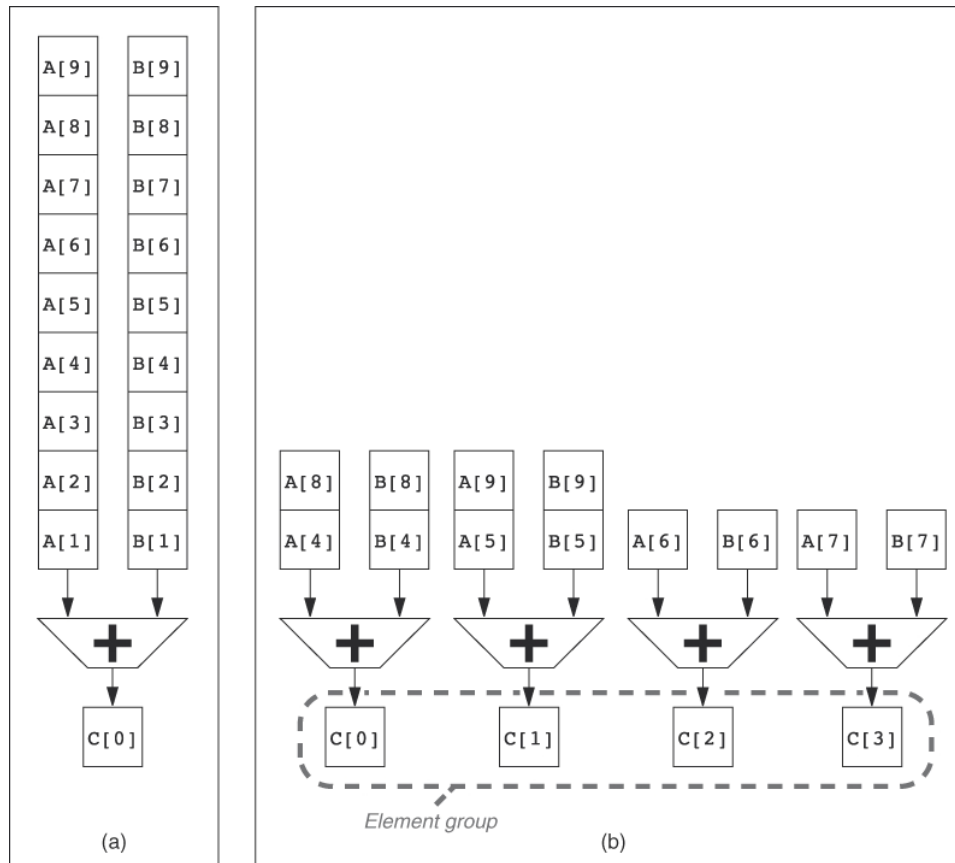 A[9] B[9]
A[8] B[8]
A[7] B[7]
A[6] B[6]
A[5] B[5]
A[4] B[4]
A[3] B[3]
A[2] B[2]
A[1] B[1]
+
C[0]
(a)
A[8] B[8] A[9] B[9]
A[4] B[4] A[5] B[5] A[6] B[6] A[7] B[7]
+ + + +
C[0] C[1] C[2] C[3]
Element group
(b)